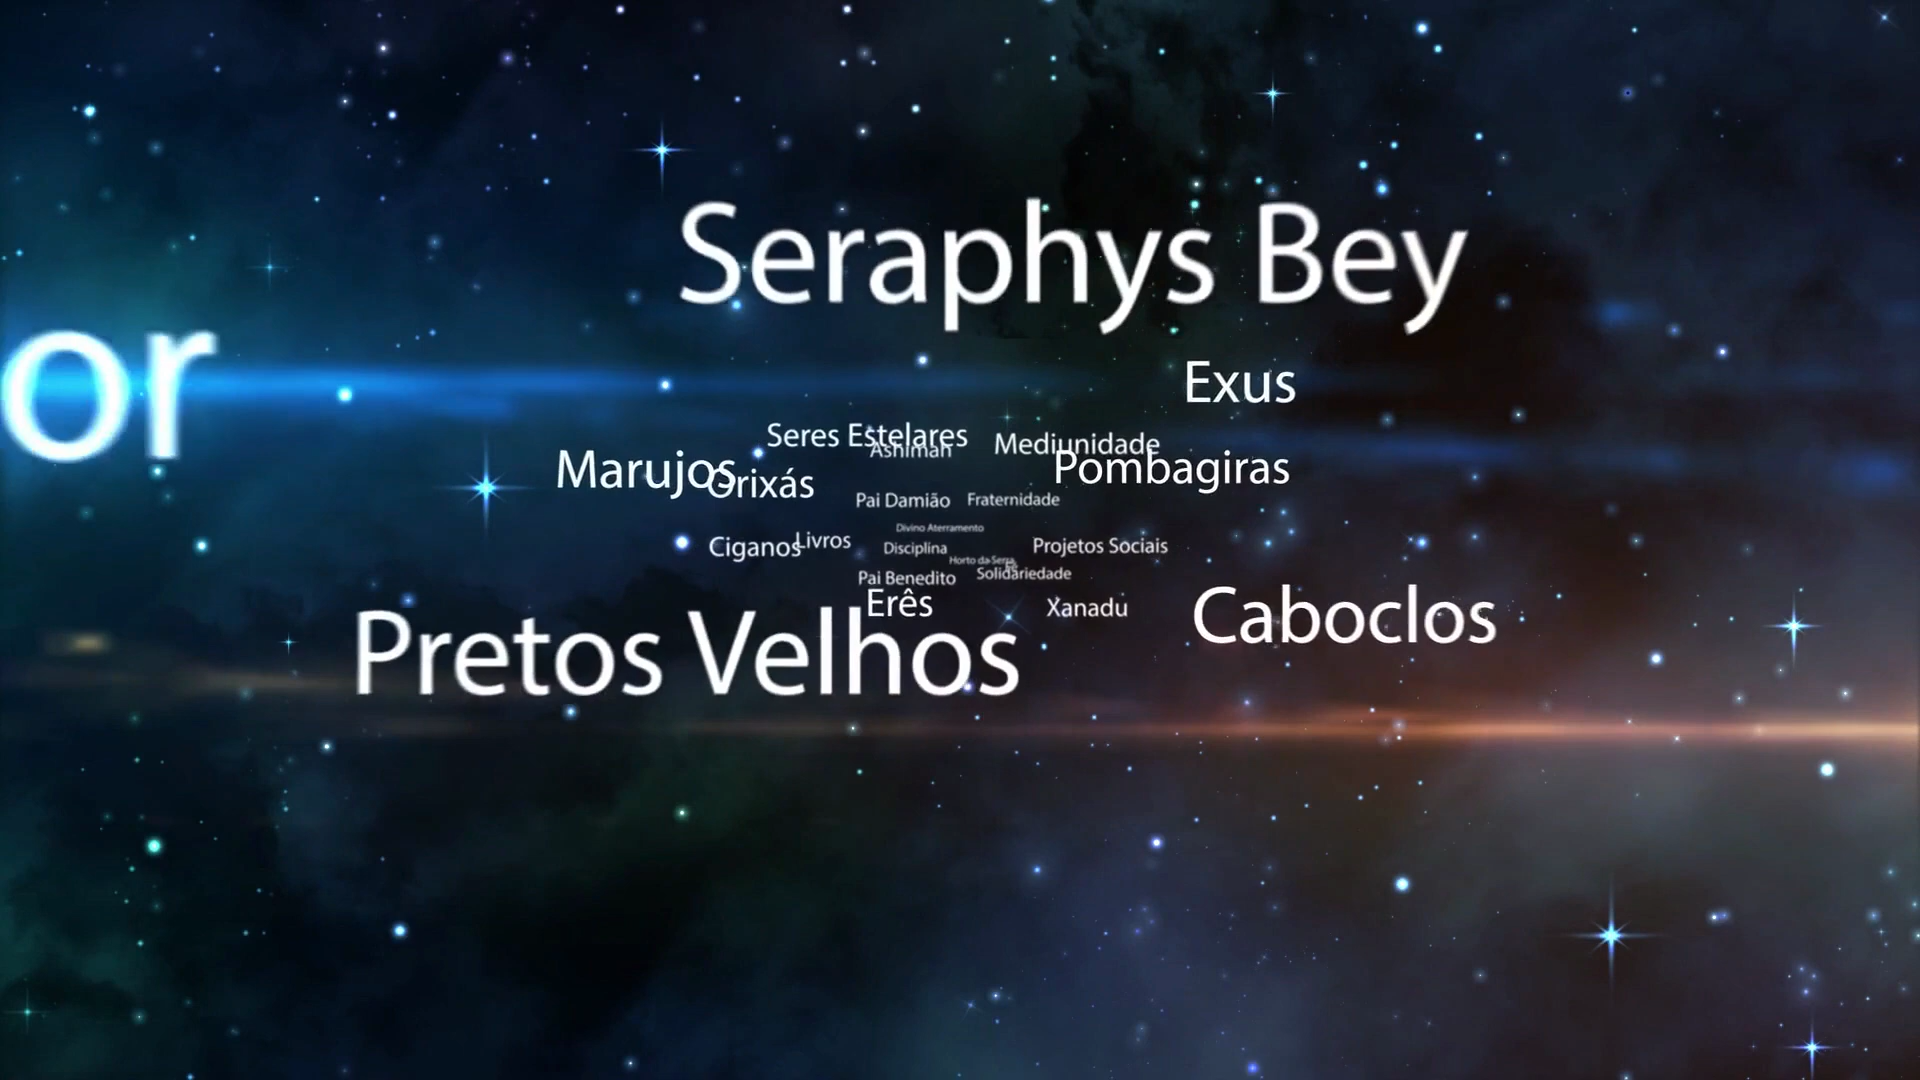 Seraphys Bey
or
Exus
Seres Estelares
Ashimah
Mediunidade
Marujos
Orixás
Pombagiras
Pai Damião
Fraternidade
Divino Aterramento
Ciganos
Livros
Disciplina
Projetos Sociais
Horto da Serra
Pai Benedito
Solidariedade
Erês
Xanadu
Caboclos
Pretos Velhos